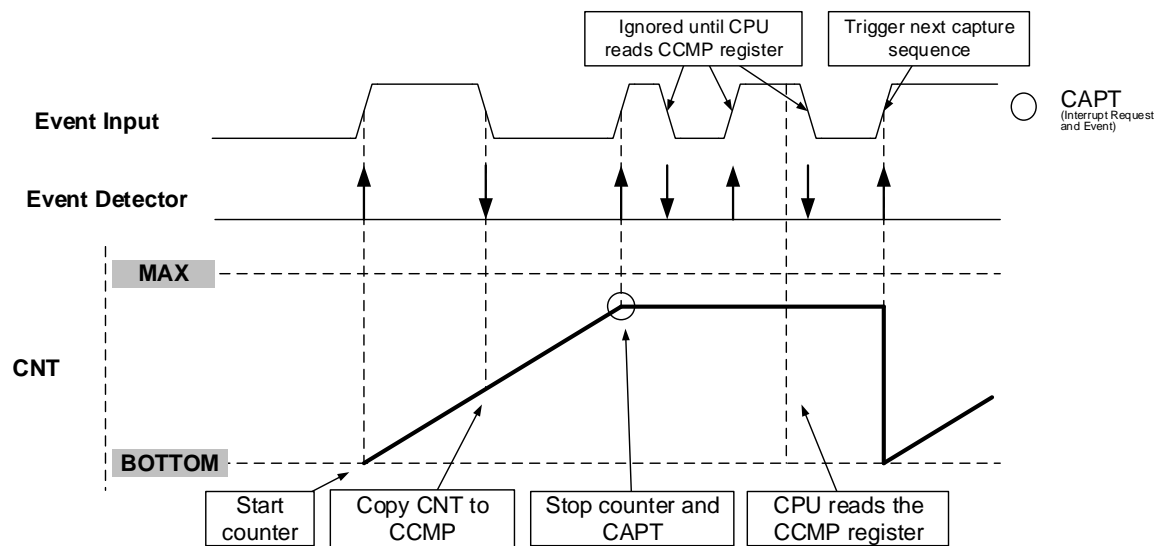 Ignored until CPU
reads CCMP register
Trigger next capture
sequence
Event Input
CAPT
(Interrupt Request
and Event)
Event Detector
MAX
CNT
BOTTOM
Start
counter
Copy CNT to
CCMP
Stop counter and
CAPT
CPU reads the
CCMP register